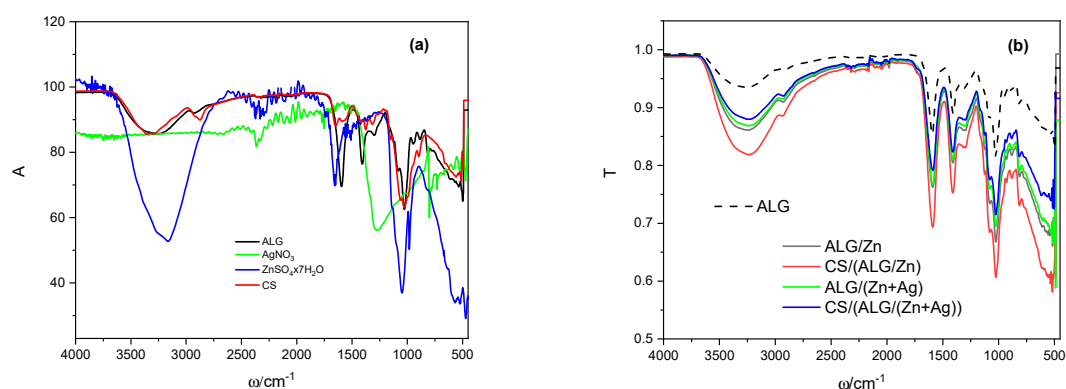 (a)
120
100
80
60
40
20
A
ALG
AgNO₃
ZnSO₄x7H₂O
CS
4000 3500 3000 2500 2000 1500 1000 500
ω/cm⁻¹
(b)
1.0
0.9
0.8
0.7
0.6
0.5
T
ALG
ALG/Zn
CS/(ALG/Zn)
ALG/(Zn+Ag)
CS/(ALG/(Zn+Ag))
4000 3500 3000 2500 2000 1500 1000 500
ω/cm⁻¹